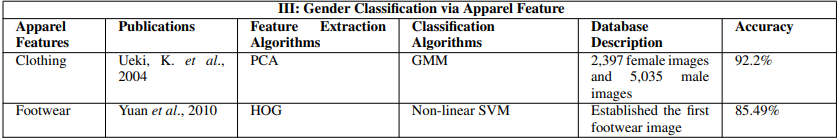 III: Gender Classification via Apparel Feature
Apparel Features | Publications | Feature Extraction Algorithms | Classification Algorithms | Database Description | Accuracy
Clothing | Ueki, K. et al., 2004 | PCA | GMM | 2,397 female images and 5,035 male images | 92.2%
Footwear | Yuan et al., 2010 | HOG | Non-linear SVM | Established the first footwear image | 85.49%